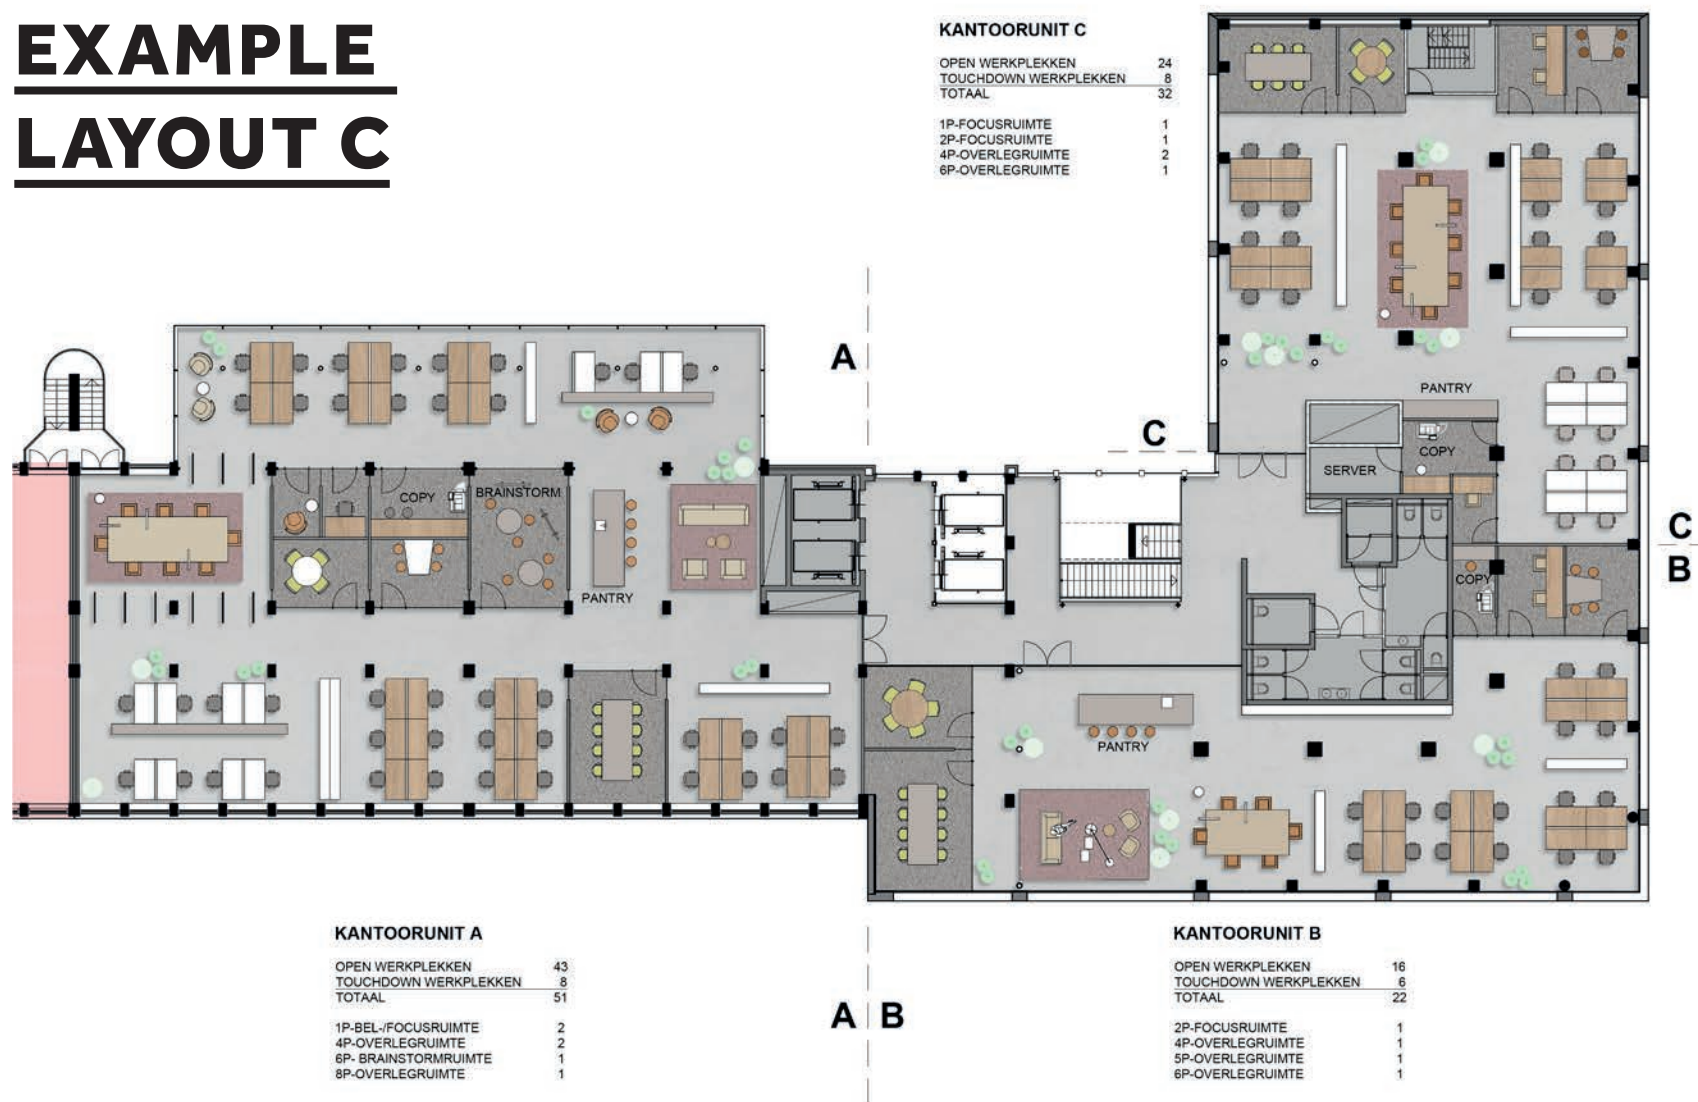 EXAMPLE
LAYOUT C
KANTOORUNIT C
OPEN WERKPLEKKEN 24
TOUCHDOWN WERKPLEKKEN 8
TOTAAL 32
1P-FOCUSRUIMTE 1
2P-FOCUSRUIMTE 1
4P-OVERLEGRUIMTE 2
6P-OVERLEGRUIMTE 1
A
C
PANTRY
COPY
SERVER
COPY
BRAINSTORM
PANTRY
C
B
COPY
PANTRY
KANTOORUNIT A
OPEN WERKPLEKKEN 43
TOUCHDOWN WERKPLEKKEN 8
TOTAAL 51
1P-BEL-/FOCUSRUIMTE 2
4P-OVERLEGRUIMTE 2
6P- BRAINSTORMRUIMTE 1
8P-OVERLEGRUIMTE 1
A B
KANTOORUNIT B
OPEN WERKPLEKKEN 16
TOUCHDOWN WERKPLEKKEN 6
TOTAAL 22
2P-FOCUSRUIMTE 1
4P-OVERLEGRUIMTE 1
5P-OVERLEGRUIMTE 1
6P-OVERLEGRUIMTE 1